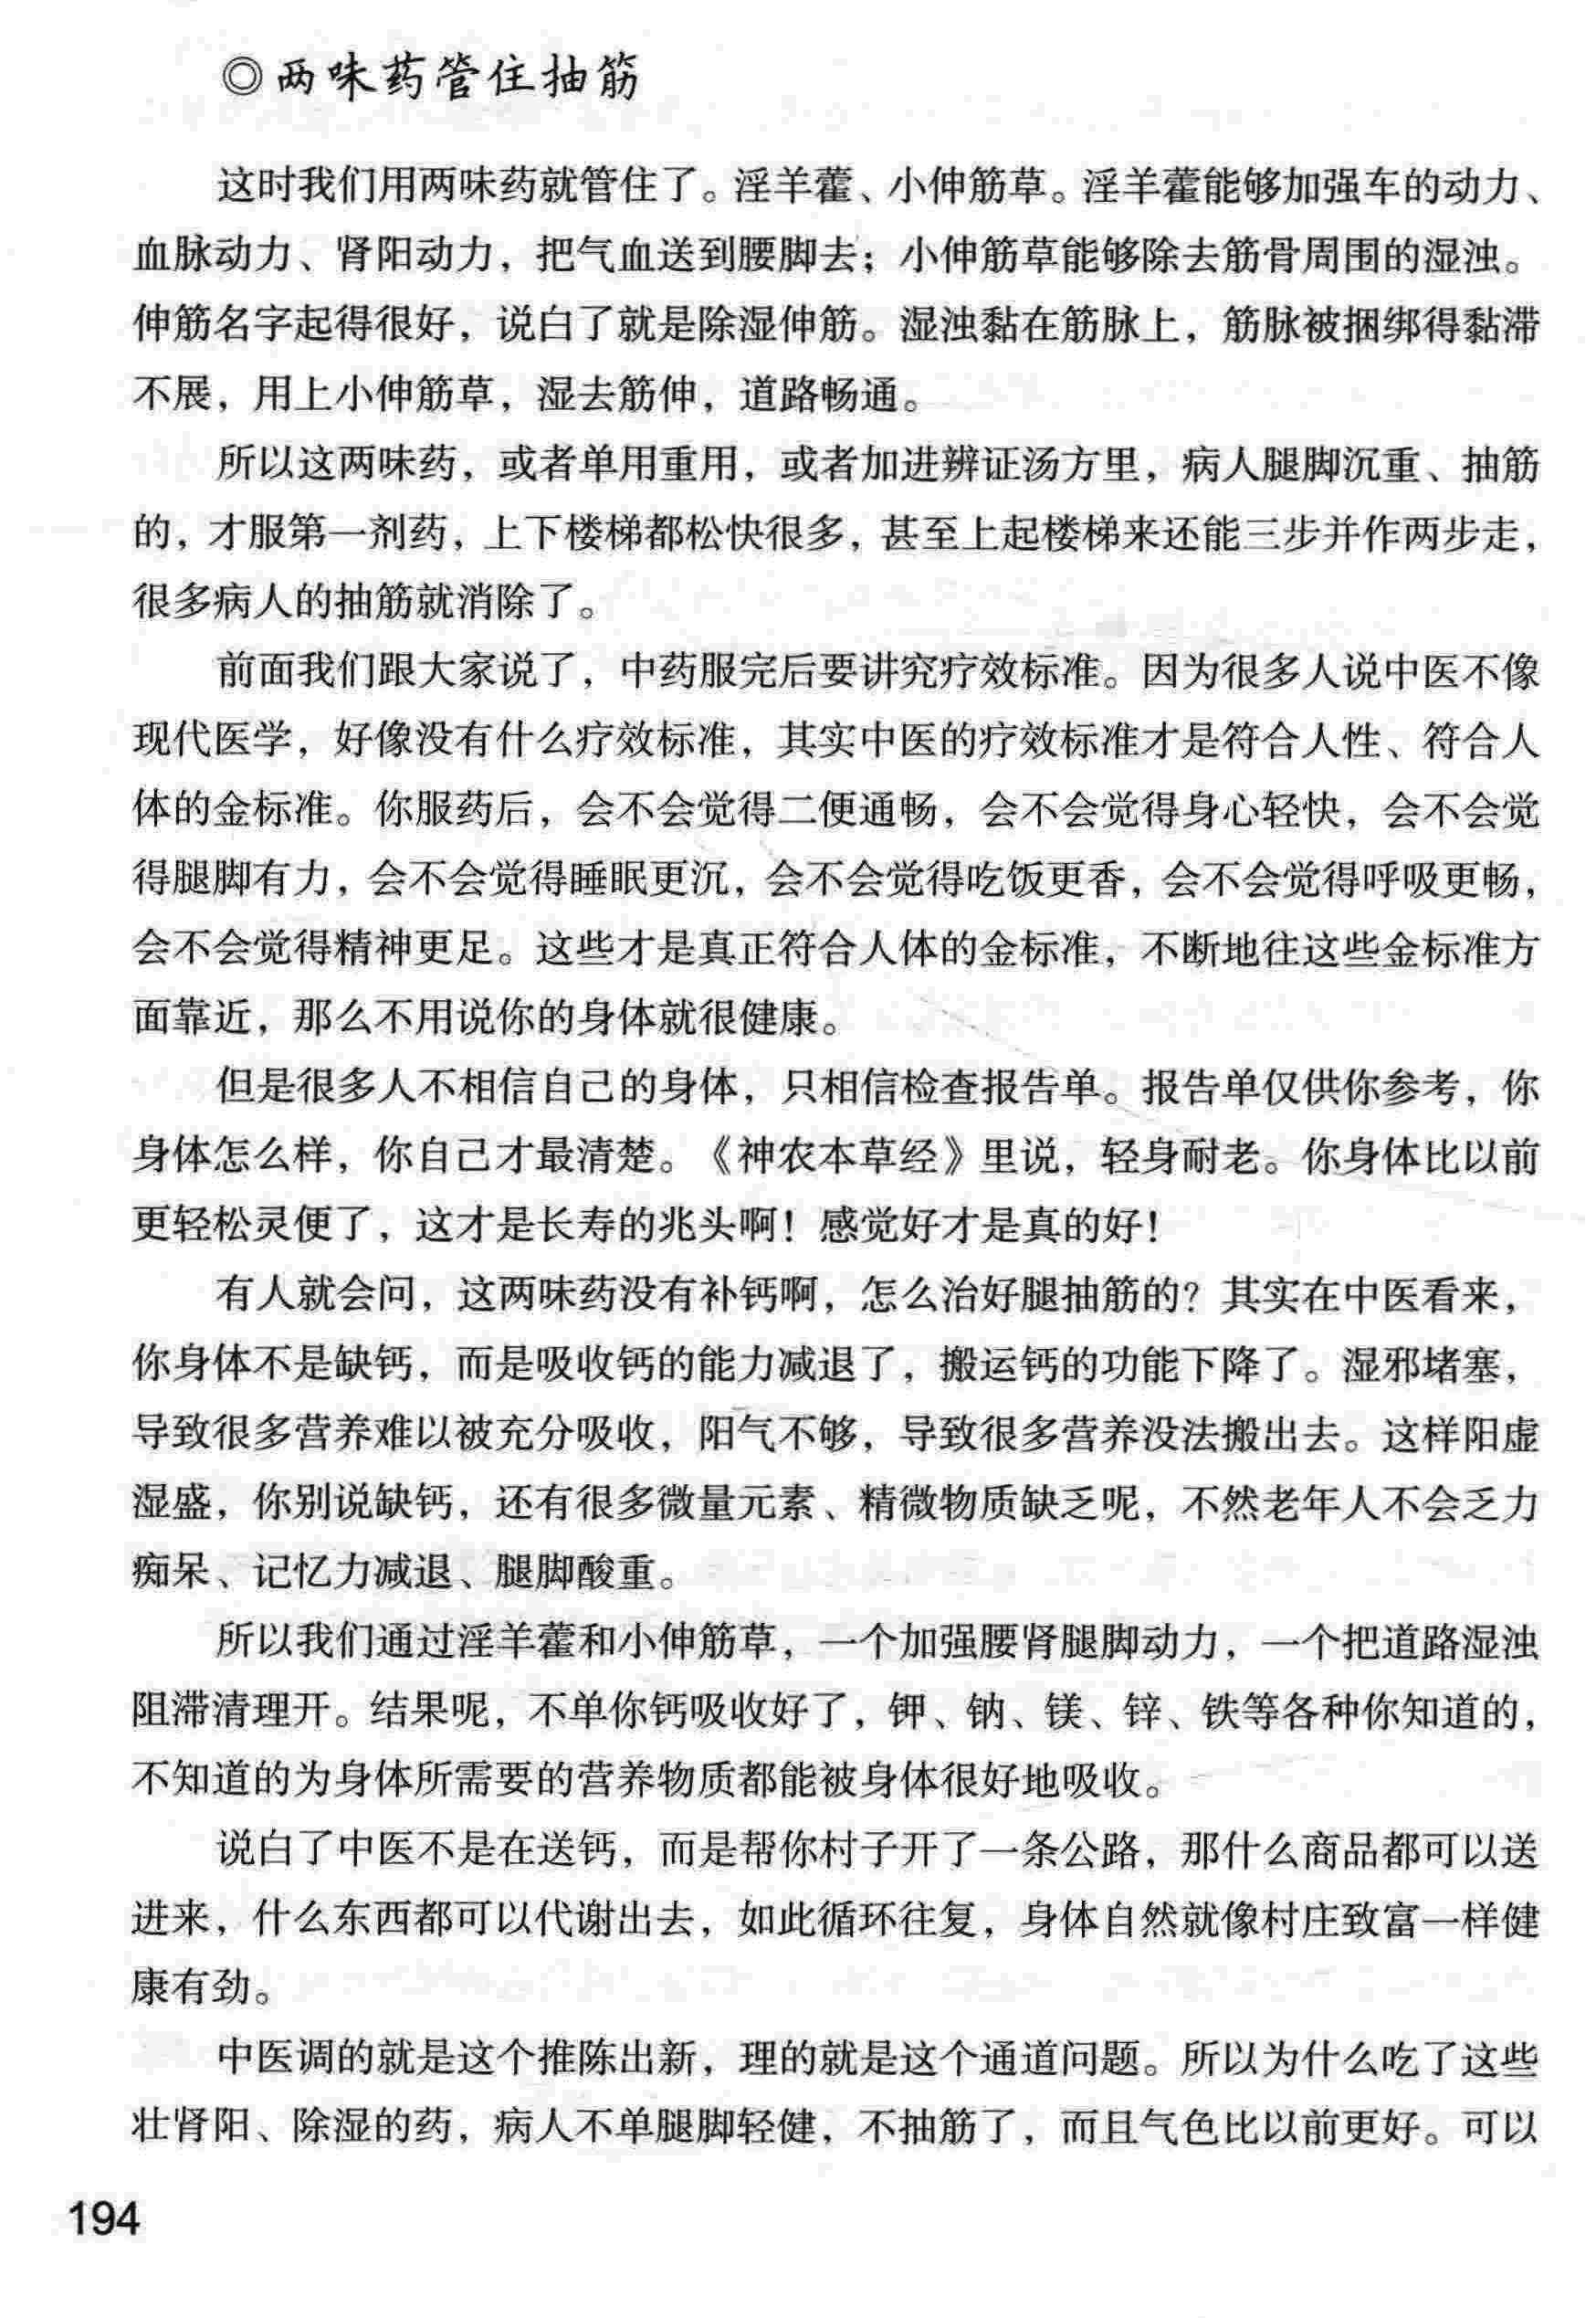 ◎两味药管住抽筋
这时我们用两味药就管住了。淫羊藿、小伸筋草。淫羊藿能够加强车的动力、
血脉动力、肾阳动力，把气血送到腰脚去；小伸筋草能够除去筋骨周围的湿浊。
伸筋名字起得很好，说白了就是除湿伸筋。湿浊黏在筋脉上，筋脉被捆绑得黏滞
不展，用上小伸筋草，湿去筋伸，道路畅通。
所以这两味药，或者单用重用，或者加进辨证汤方里，病人腿脚沉重、抽筋
的，才服第一剂药，上下楼梯都松快很多，甚至上起楼梯来还能三步并作两步走，
很多病人的抽筋就消除了。
前面我们跟大家说了，中药服完后要讲究疗效标准。因为很多人说中医不像
现代医学，好像没有什么疗效标准，其实中医的疗效标准才是符合人性、符合人
体的金标准。你服药后，会不会觉得二便通畅，会不会觉得身心轻快，会不会觉
得腿脚有力，会不会觉得睡眠更沉，会不会觉得吃饭更香，会不会觉得呼吸更畅，
会不会觉得精神更足。这些才是真正符合人体的金标准，不断地往这些金标准方
面靠近，那么不用说你的身体就很健康。
但是很多人不相信自己的身体，只相信检查报告单。报告单仅供你参考，你
身体怎么样，你自己才最清楚。《神农本草经》里说，轻身耐老。你身体比以前
更轻松灵便了，这才是长寿的兆头啊！感觉好才是真的好！
有人就会问，这两味药没有补钙啊，怎么治好腿抽筋的？其实在中医看来，
你身体不是缺钙，而是吸收钙的能力减退了，搬运钙的功能下降了。湿邪堵塞，
导致很多营养难以被充分吸收，阳气不够，导致很多营养没法搬出去。这样阳虚
湿盛，你别说缺钙，还有很多微量元素、精微物质缺乏呢，不然老年人不会乏力
痴呆、记忆力减退、腿脚酸重。
所以我们通过淫羊藿和小伸筋草，一个加强腰肾腿脚动力，一个把道路湿浊
阻滞清理开。结果呢，不单你钙吸收好了，钾、钠、镁、锌、铁等各种你知道的，
不知道的为身体所需要的营养物质都能被身体很好地吸收。
说白了中医不是在送钙，而是帮你村子开了一条公路，那什么商品都可以送
进来，什么东西都可以代谢出去，如此循环往复，身体自然就像村庄致富一样健
康有劲。
中医调的就是这个推陈出新，理的就是这个通道问题。所以为什么吃了这些
壮肾阳、除湿的药，病人不单腿脚轻健，不抽筋了，而且气色比以前更好。可以
194